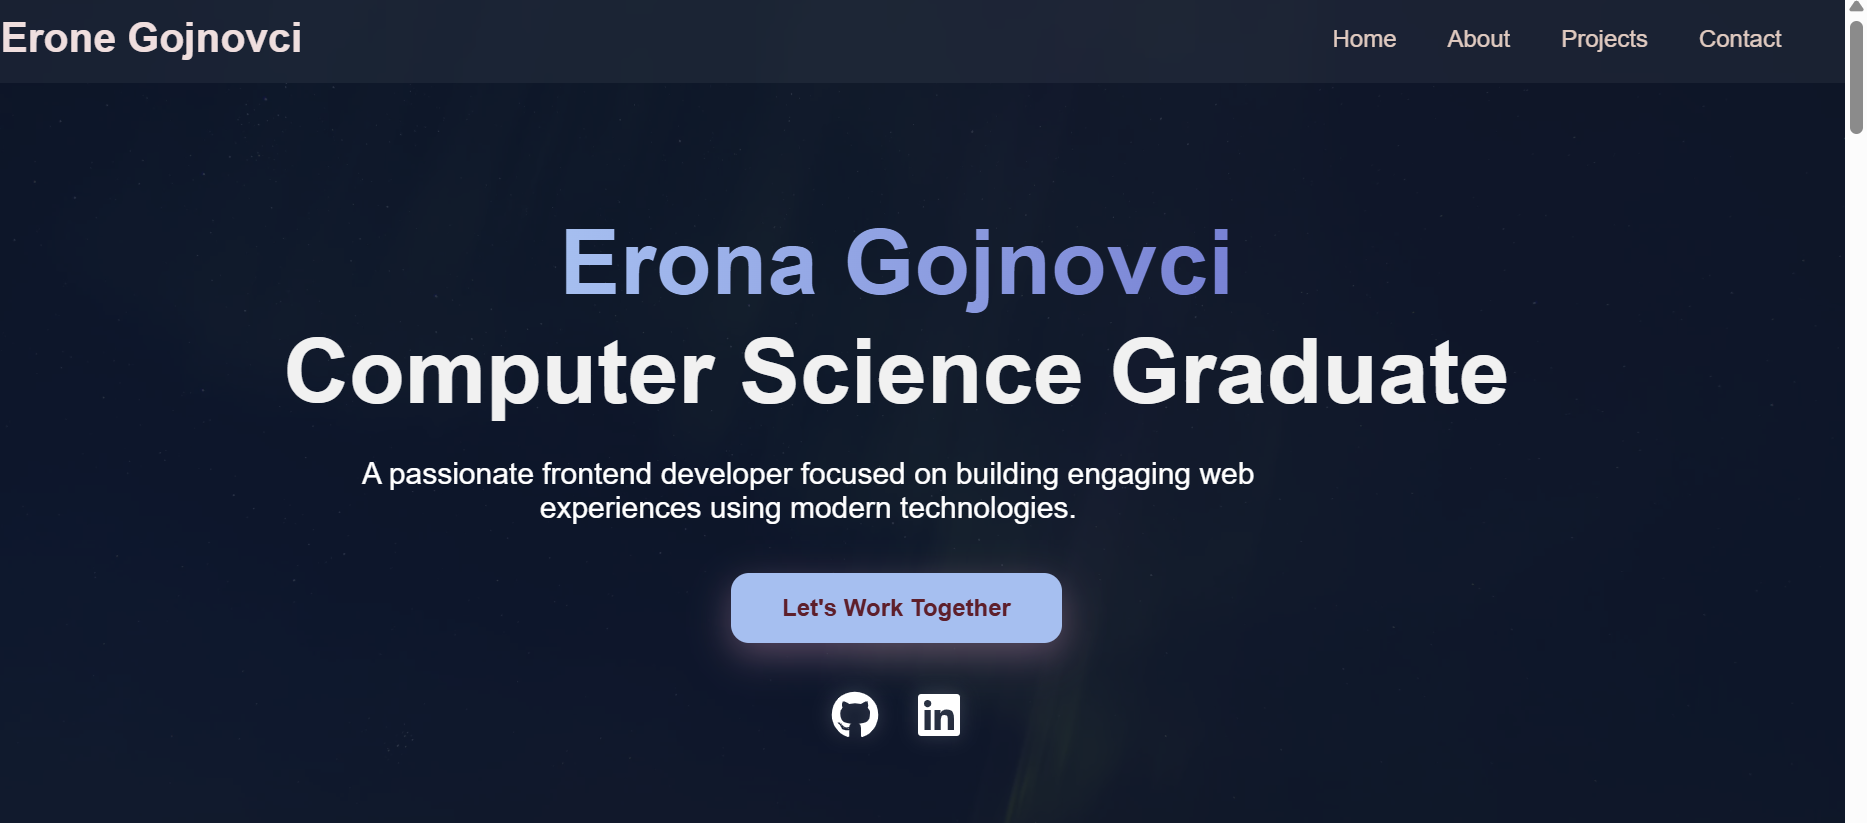 Erone Gojnovci
Home About Projects Contact
Erona Gojnovci
Computer Science Graduate
A passionate frontend developer focused on building engaging web
experiences using modern technologies.
Let's Work Together
in